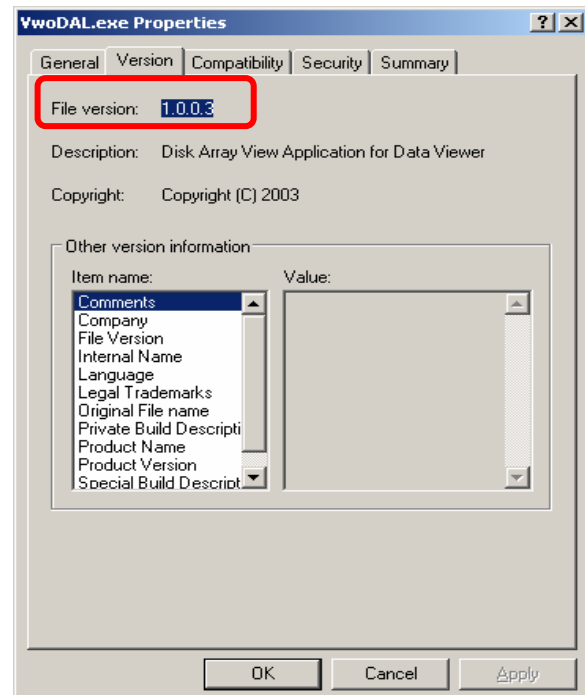 VwoDAL.exe Properties
General Version Compatibility Security Summary
File version: 1.0.0.3
Description: Disk Array View Application for Data Viewer
Copyright: Copyright (C) 2003
Other version information
Item name: Value:
Comments
Company
File Version
Internal Name
Language
Legal Trademarks
Original File name
Private Build Descripti
Product Name
Product Version
Special Build Descript
OK Cancel Apply